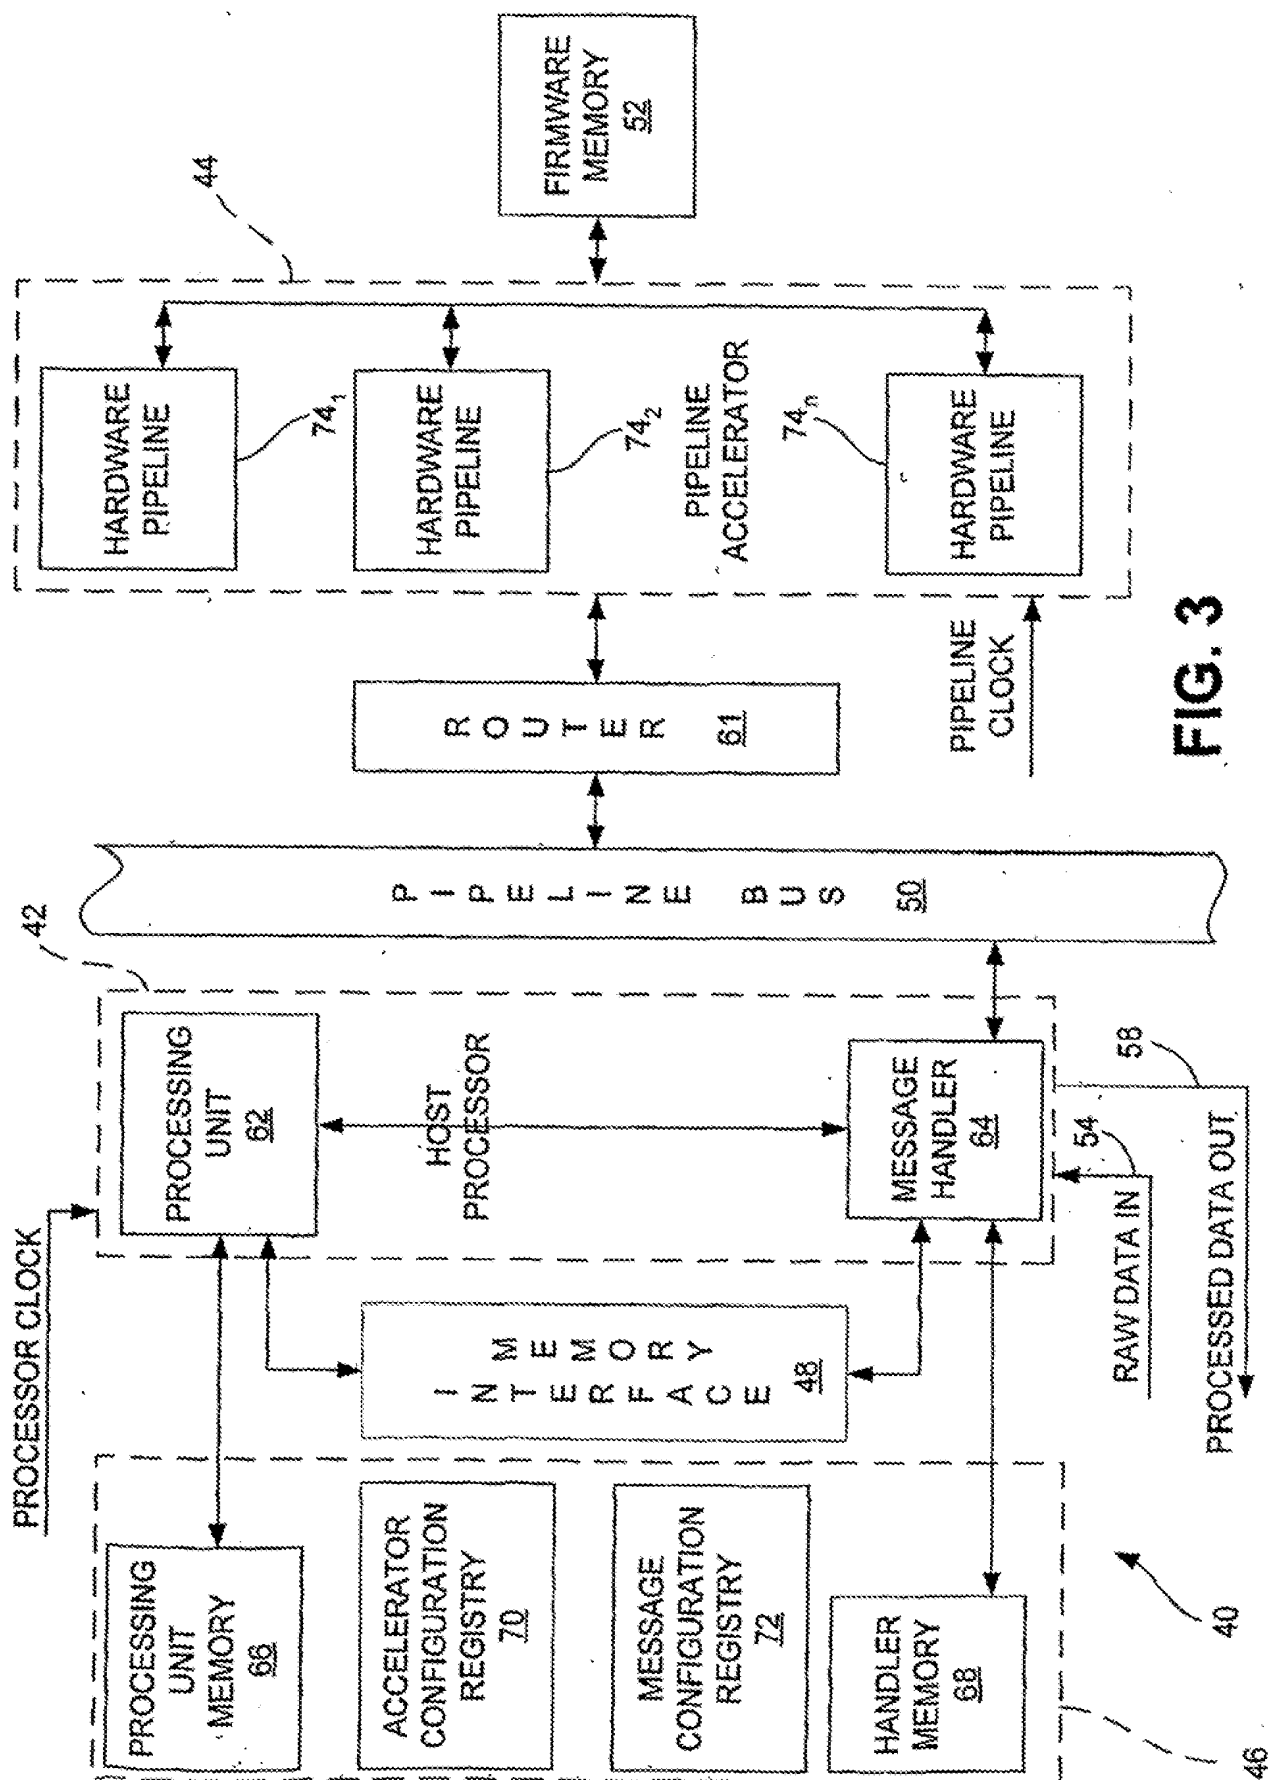 PROCESSOR CLOCK
42
44
PROCESSING
UNIT
MEMORY
66
ACCELERATOR
CONFIGURATION
REGISTRY
70
MESSAGE
CONFIGURATION
REGISTRY
72
HANDLER
MEMORY
68
46
40
MEMORY
INTERFACE
48
PROCESSING
UNIT
62
HOST
PROCESSOR
MESSAGE
HANDLER
64
RAW DATA IN
54
PROCESSED DATA OUT
58
PIPELINE BUS
50
ROUTER
61
PIPELINE
CLOCK
HARDWARE
PIPELINE
74₁
HARDWARE
PIPELINE
74₂
PIPELINE
ACCELERATOR
74ₙ
HARDWARE
PIPELINE
FIRMWARE
MEMORY
52
FIG. 3